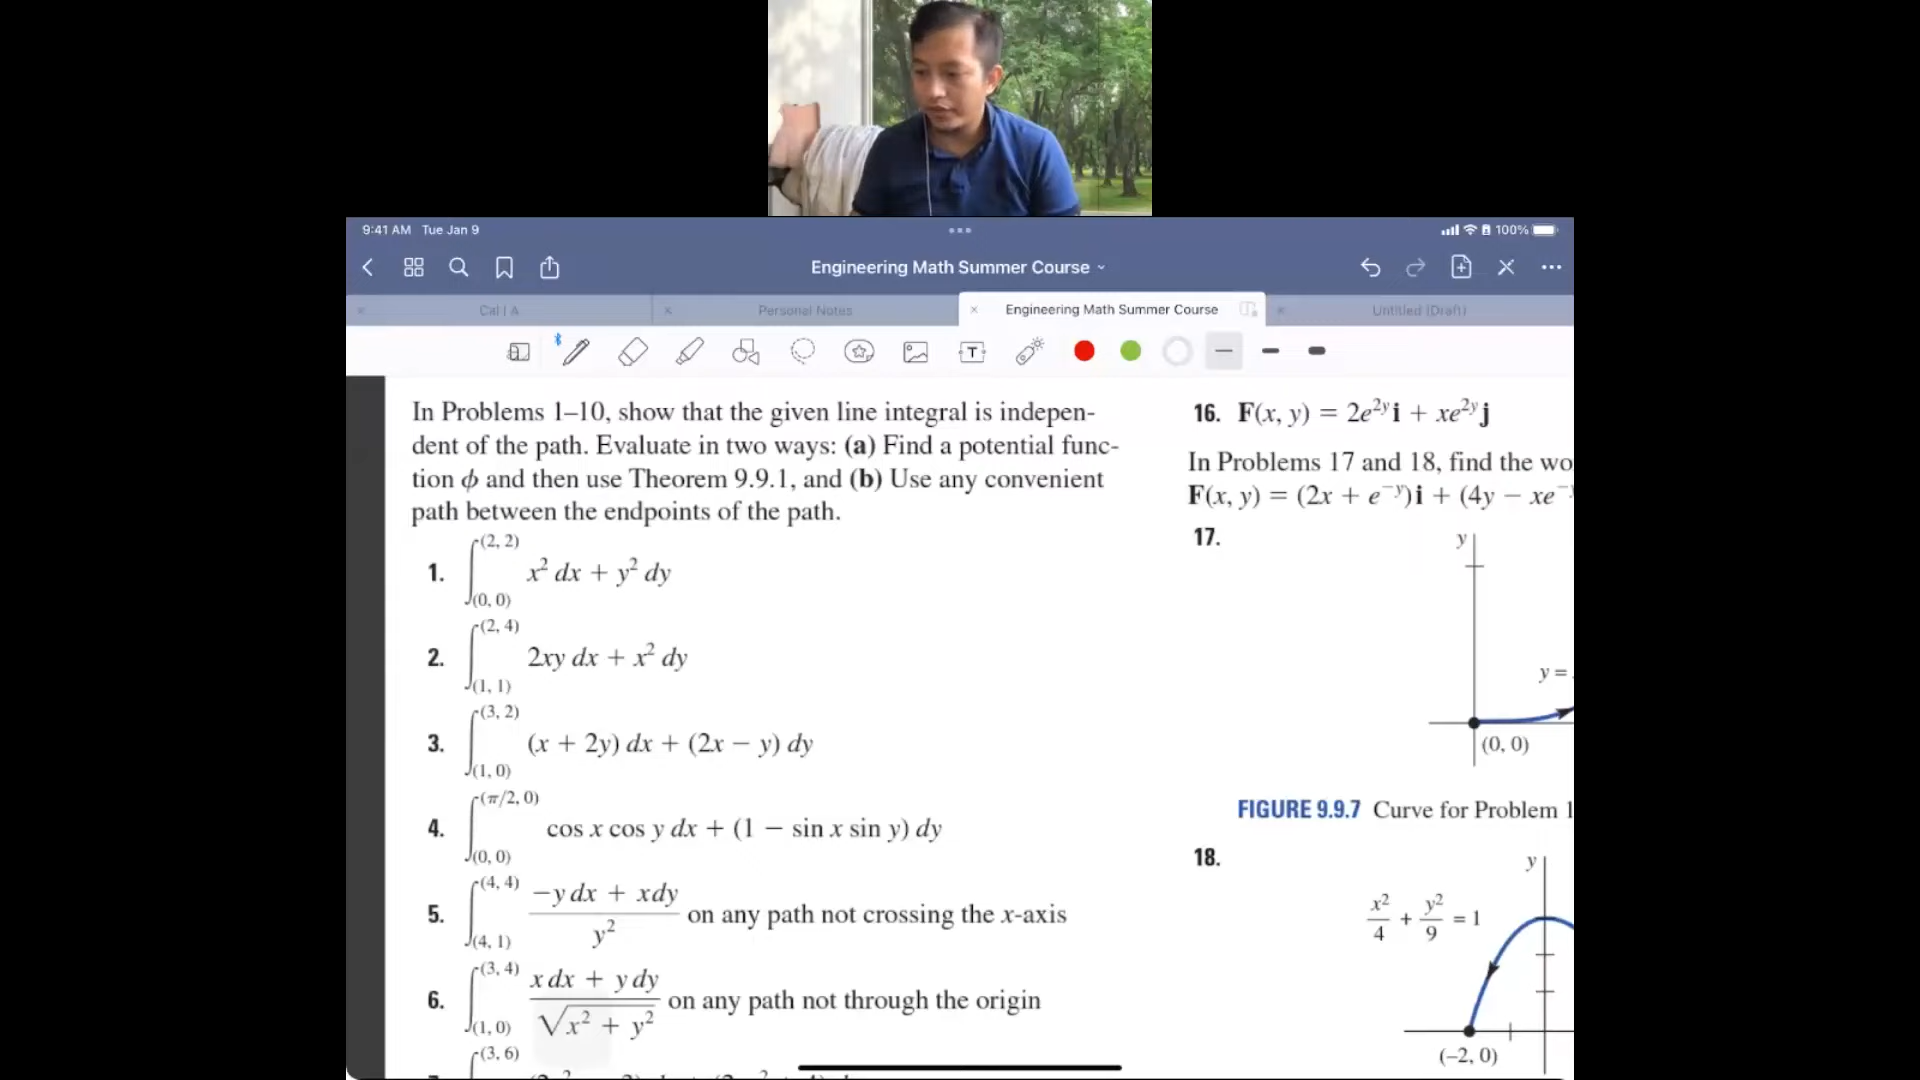 9:41 AM Tue Jan 9
100%
Engineering Math Summer Course
Cal I A
Personal Notes
Engineering Math Summer Course
Untitled (Draft)
In Problems 1–10, show that the given line integral is indepen-
dent of the path. Evaluate in two ways: (a) Find a potential func-
tion ϕ and then use Theorem 9.9.1, and (b) Use any convenient
path between the endpoints of the path.
1. ∫_(0, 0)^(2, 2) x² dx + y² dy
2. ∫_(1, 1)^(2, 4) 2xy dx + x² dy
3. ∫_(1, 0)^(3, 2) (x + 2y) dx + (2x − y) dy
4. ∫_(0, 0)^(π/2, 0) cos x cos y dx + (1 − sin x sin y) dy
5. ∫_(4, 1)^(4, 4) (−y dx + x dy)/y² on any path not crossing the x-axis
6. ∫_(1, 0)^(3, 4) (x dx + y dy)/√(x² + y²) on any path not through the origin
(3, 6)
16. F(x, y) = 2e²ʸi + xe²ʸj
In Problems 17 and 18, find the
F(x, y) = (2x + e⁻ʸ)i + (4y − xe
17.
y
y =
(0, 0)
FIGURE 9.9.7 Curve for Problem 1
18.
y
x²/4 + y²/9 = 1
(−2, 0)